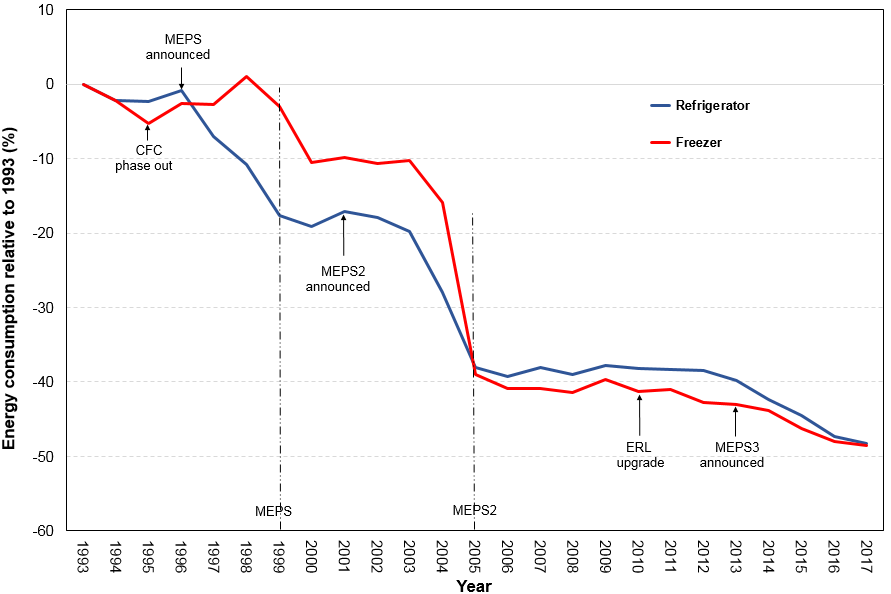 10
0
-10
-20
-30
-40
-50
-60
Energy consumption relative to 1993 (%)
MEPS
announced
CFC
phase out
MEPS2
announced
Refrigerator
Freezer
ERL
upgrade
MEPS3
announced
MEPS
MEPS2
1993
1994
1995
1996
1997
1998
1999
2000
2001
2002
2003
2004
2005
2006
2007
2008
2009
2010
2011
2012
2013
2014
2015
2016
2017
Year